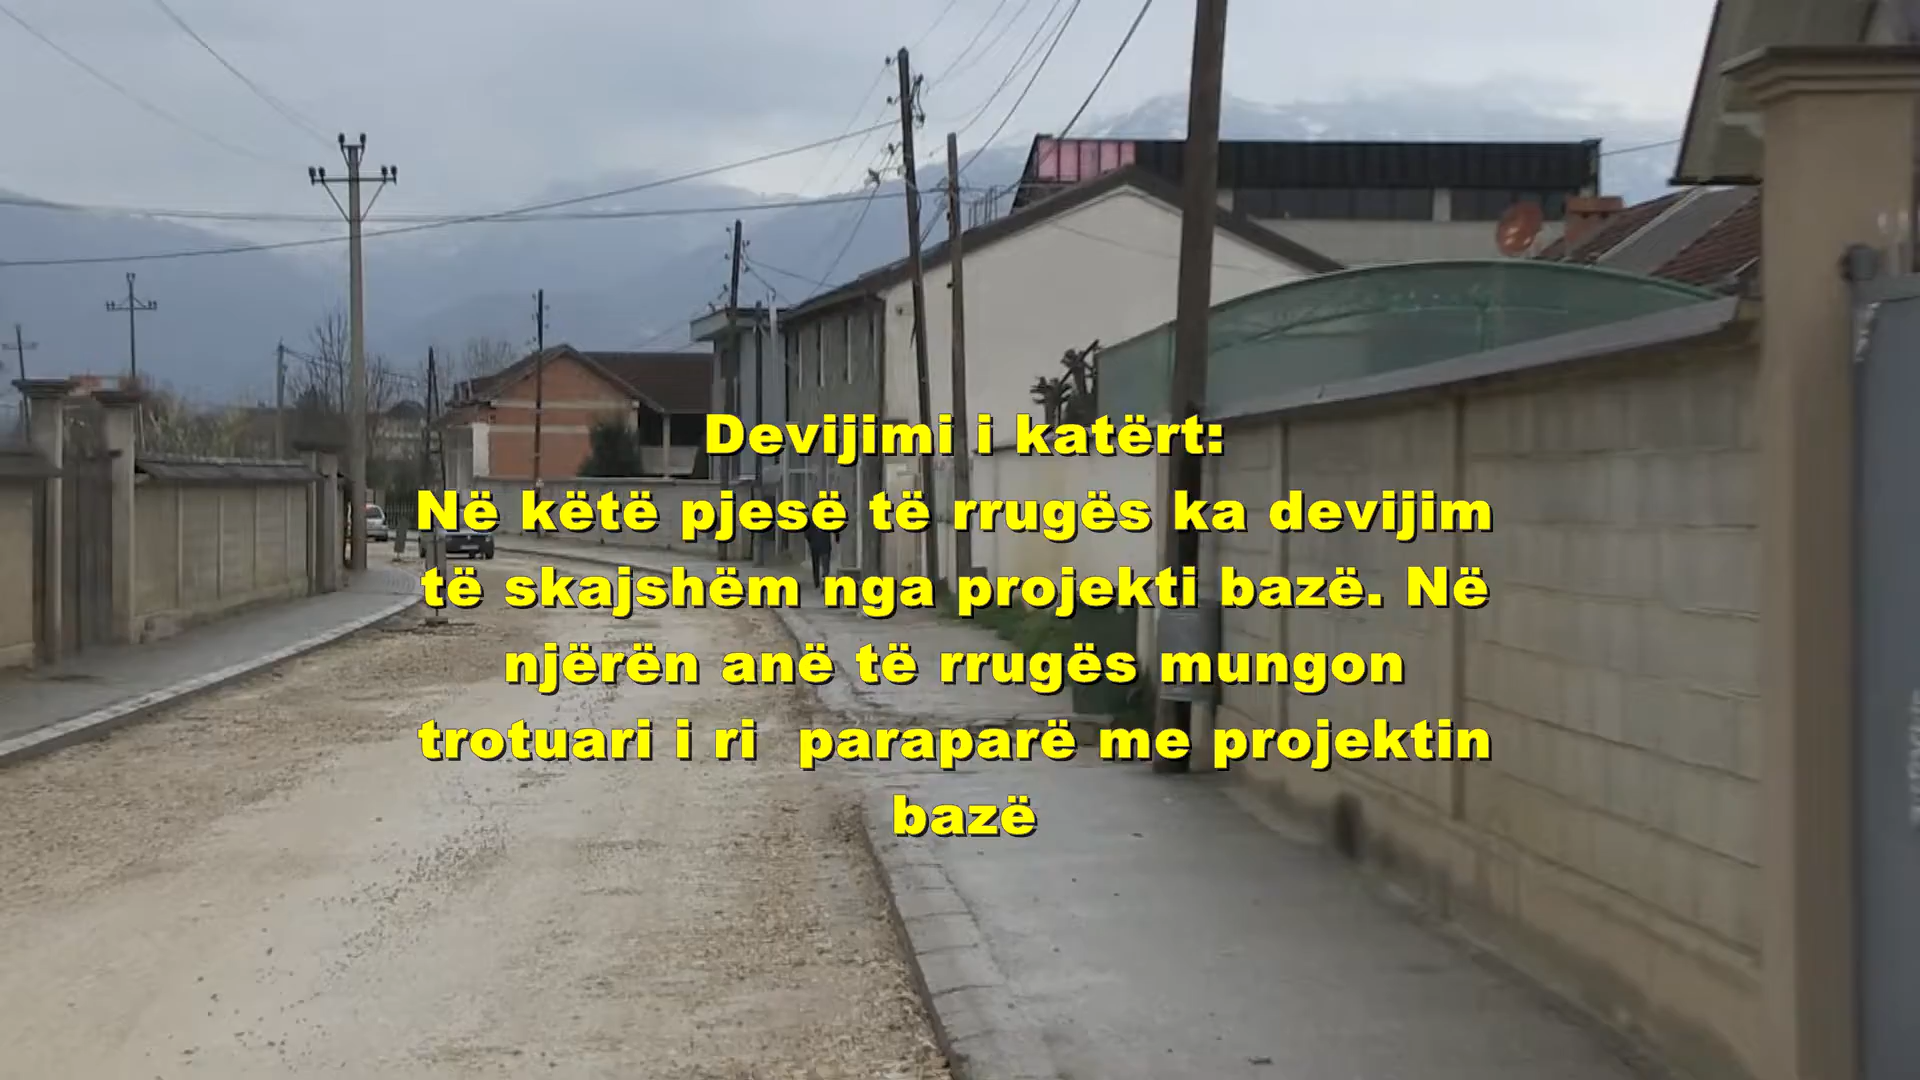 Devijimi i katërt:
Në këtë pjesë të rrugës ka devijim
të skajshëm nga projekti bazë. Në
njërën anë të rrugës mungon
trotuari i ri  paraparë me projektin
bazë